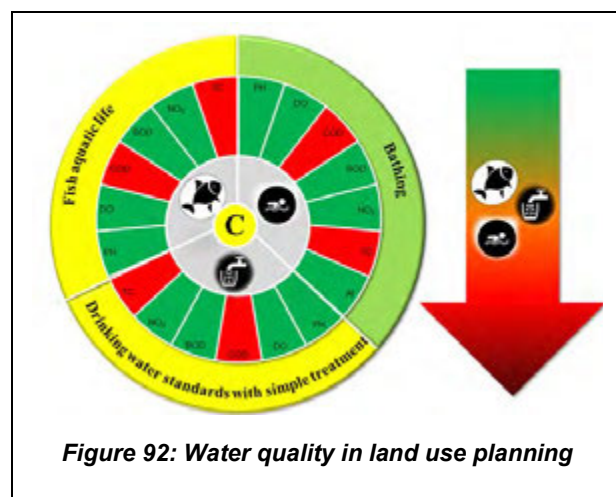 Fish aquatic life
PH
DO
COD
BOD
NO₃
TC
Bathing
PH
DO
COD
BOD
NO₃
TC
Drinking water standards with simple treatment
PH
DO
COD
BOD
NO₃
TC
C
Figure 92: Water quality in land use planning